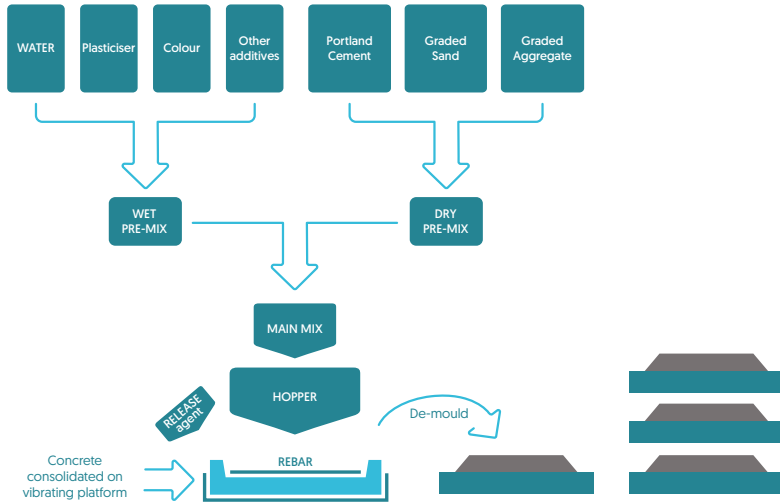 WATER
Plasticiser
Colour
Other
additives
Portland
Cement
Graded
Sand
Graded
Aggregate
WET
PRE-MIX
DRY
PRE-MIX
MAIN MIX
HOPPER
RELEASE
agent
De-mould
REBAR
Concrete
consolidated on
vibrating platform